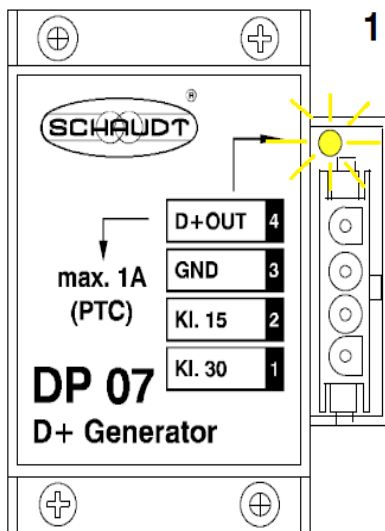 1
SCHAUDT®
D+OUT 4
GND 3
Kl. 15 2
Kl. 30 1
max. 1A
(PTC)
DP 07
D+ Generator